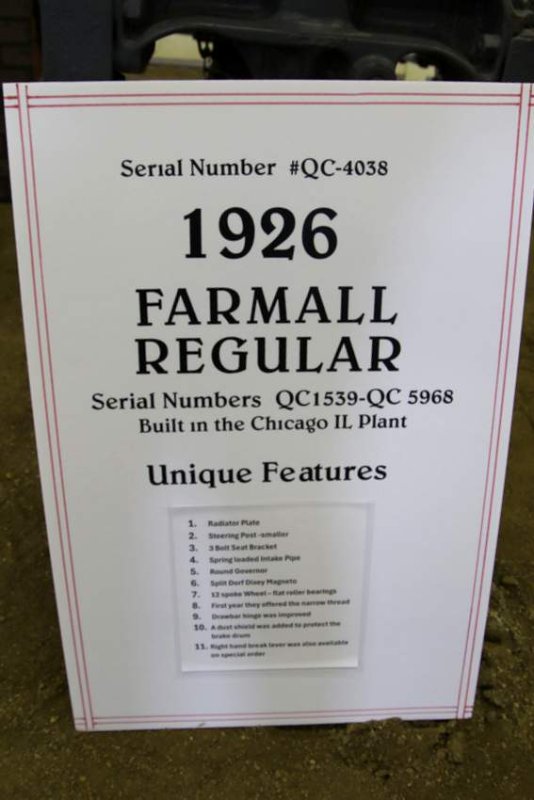 Serial Number #QC-4038
1926
FARMALL
REGULAR
Serial Numbers QC1539-QC 5968
Built in the Chicago IL Plant
Unique Features
1. Radiator Plate
2. Steering Post -smaller
3. 3 Bolt Seat Bracket
4. Spring loaded Intake Pipe
5. Round Governor
6. Split Dorf Dixey Magneto
7. 12 spoke Wheel – flat roller bearings
8. First year they offered the narrow thread
9. Drawbar hinge was improved
10. A dust shield was added to protect the
brake drum
11. Right hand break lever was also available
on special order